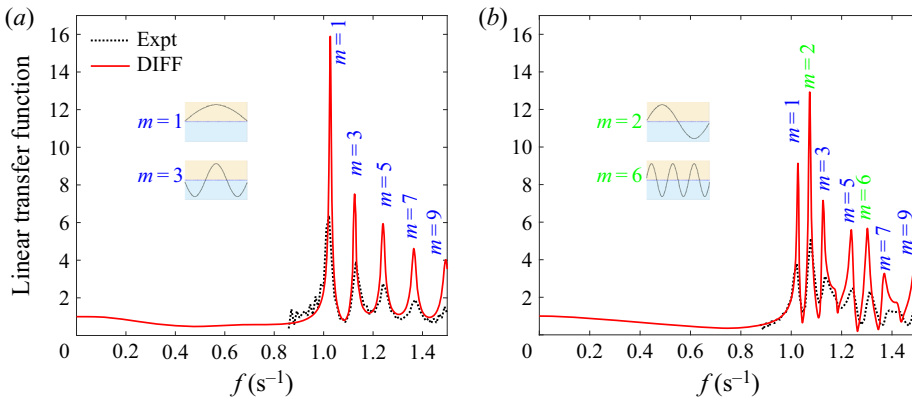 (a)
16
14
12
10
8
6
4
2
Linear transfer function
Expt
DIFF
m = 1
m = 3
m = 1
m = 3
m = 5
m = 7
m = 9
0 0.2 0.4 0.6 0.8 1.0 1.2 1.4
f (s⁻¹)
(b)
16
14
12
10
8
6
4
2
m = 2
m = 6
m = 1
m = 2
m = 3
m = 5
m = 6
m = 7
m = 9
0 0.2 0.4 0.6 0.8 1.0 1.2 1.4
f (s⁻¹)